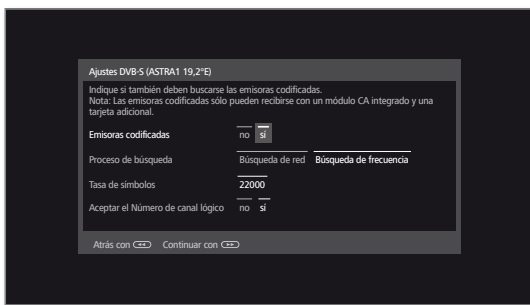 Ajustes DVB-S (ASTRA1 19,2°E)
Indique si también deben buscarse las emisoras codificadas.
Nota: Las emisoras codificadas sólo pueden recibirse con un módulo CA integrado y una
tarjeta adicional.
Emisoras codificadas no sí
Proceso de búsqueda Búsqueda de red Búsqueda de frecuencia
Tasa de símbolos 22000
Aceptar el Número de canal lógico no sí
Atrás con Continuar con